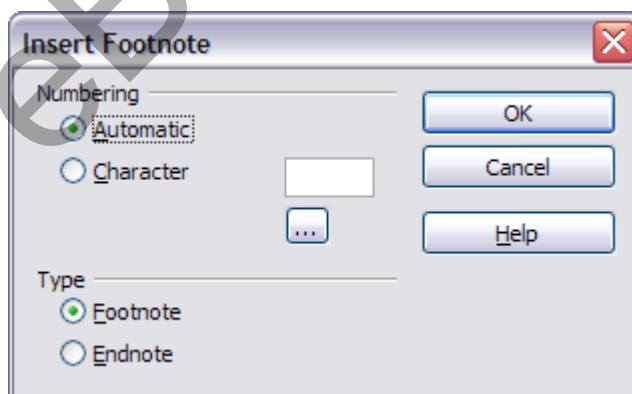 Insert Footnote
Numbering
Automatic
Character
...
Type
Footnote
Endnote
OK
Cancel
Help